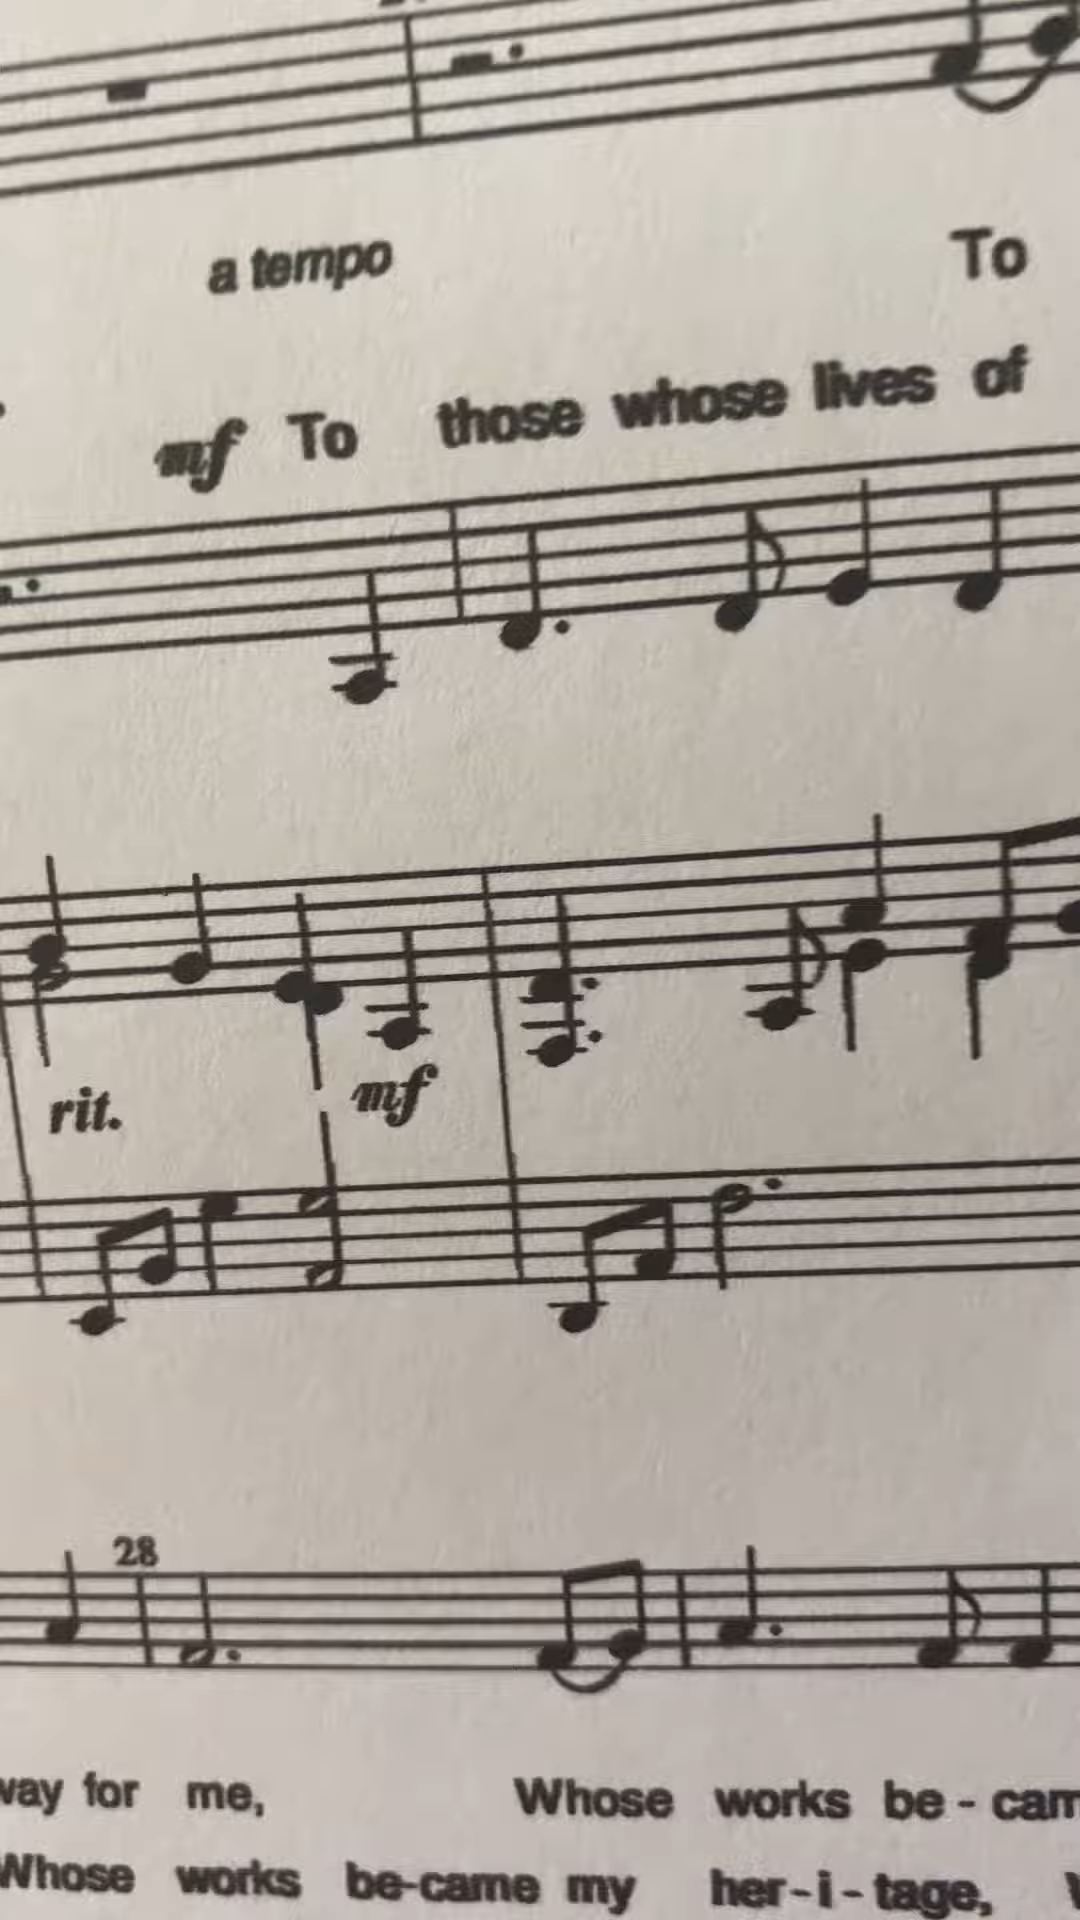 a tempo
To
mf To those whose lives of
rit.
mf
28
way for me, Whose works be - cam
Whose works be-came my her-i-tage,